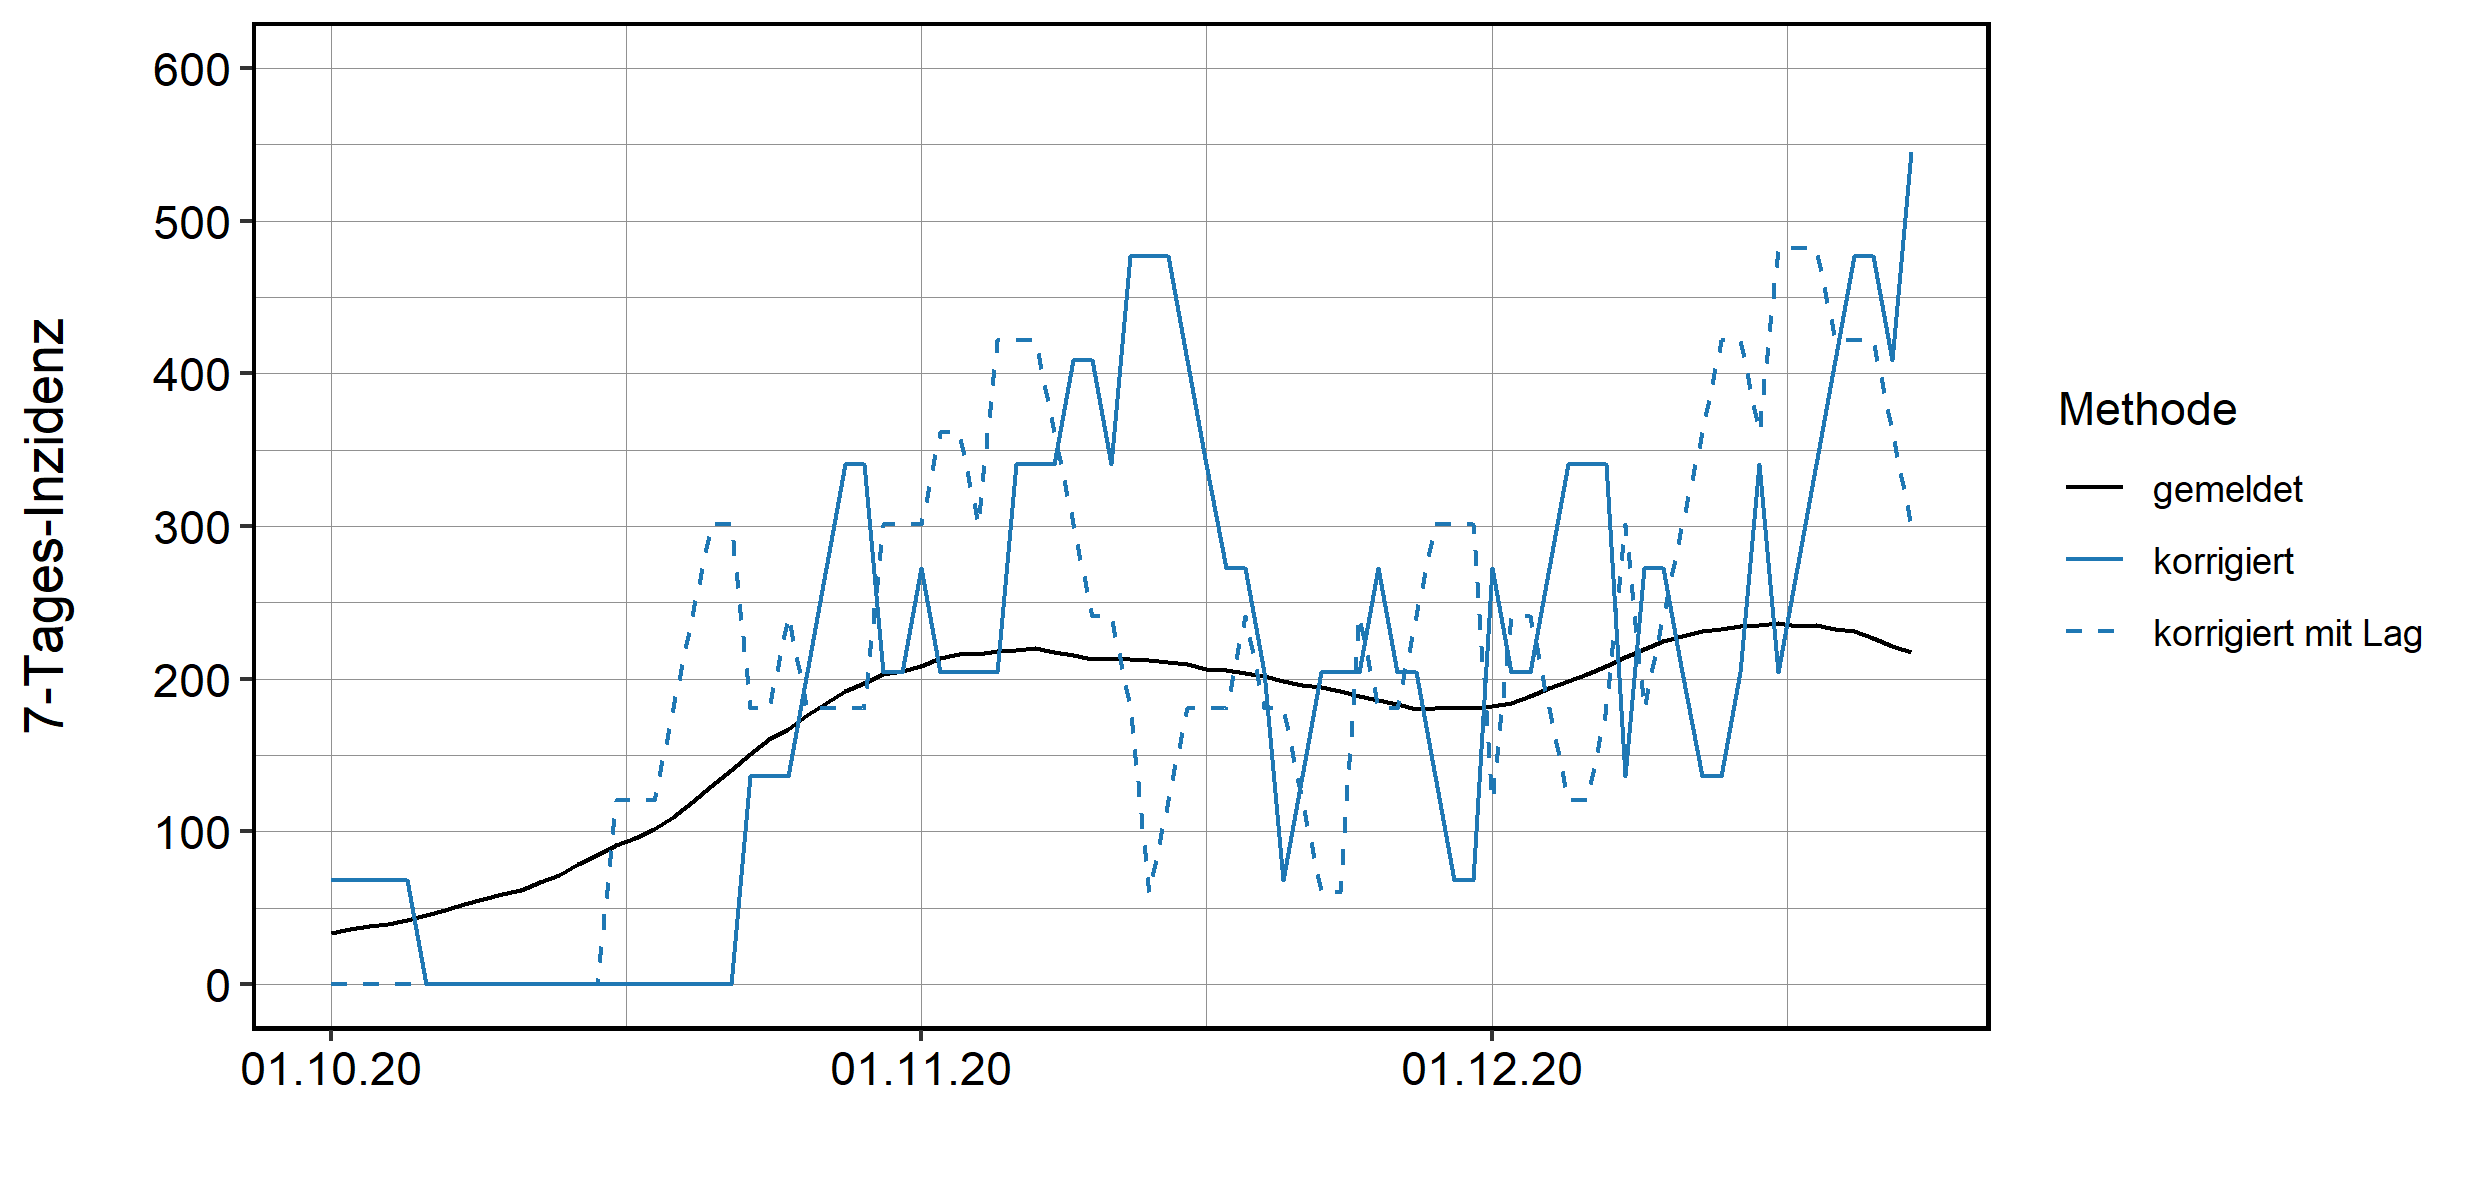 7-Tages-Inzidenz
600
500
400
300
200
100
0
01.10.20
01.11.20
01.12.20
Methode
gemeldet
korrigiert
korrigiert mit Lag